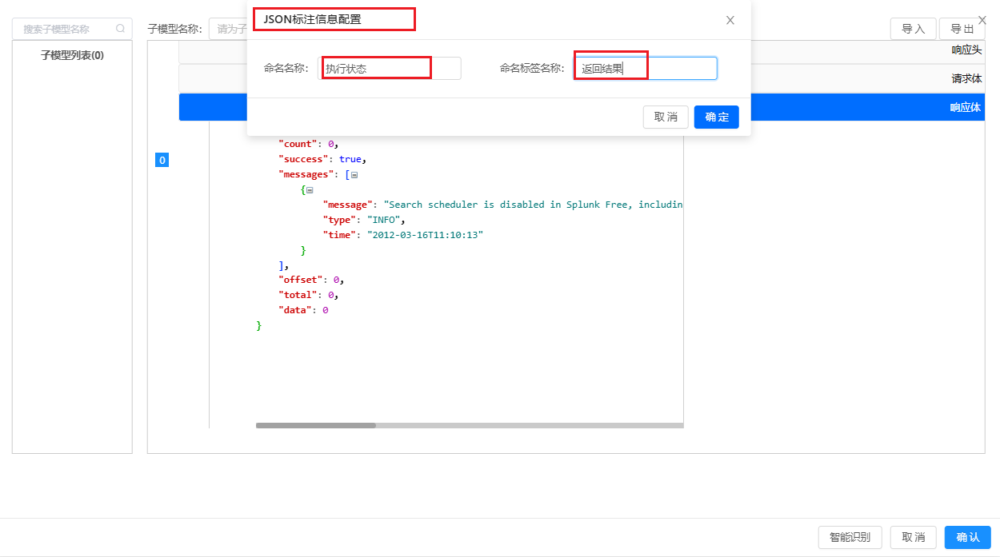 搜索子模型名称
子模型列表(0)
子模型名称:
请为子
JSON标注信息配置
命名名称:
执行状态
命名标签名称:
返回结果
取 消
确 定
导 入
导 出
响应头
请求体
响应体
0
"count": 0,
"success": true,
"messages": [
{
"message": "Search scheduler is disabled in Splunk Free, includin
"type": "INFO",
"time": "2012-03-16T11:10:13"
}
],
"offset": 0,
"total": 0,
"data": 0
}
智能识别
取 消
确 认